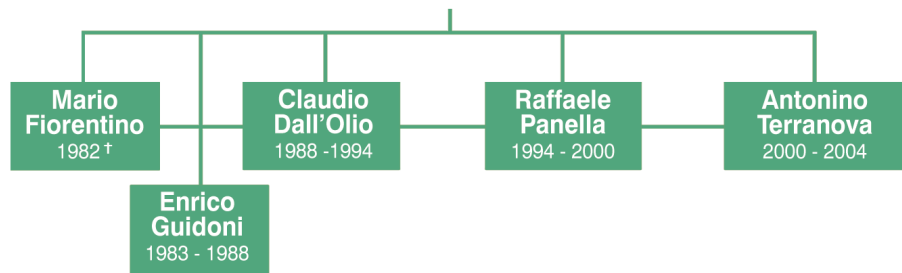 Mario
Fiorentino
1982 †
Claudio
Dall'Olio
1988 -1994
Raffaele
Panella
1994 - 2000
Antonino
Terranova
2000 - 2004
Enrico
Guidoni
1983 - 1988